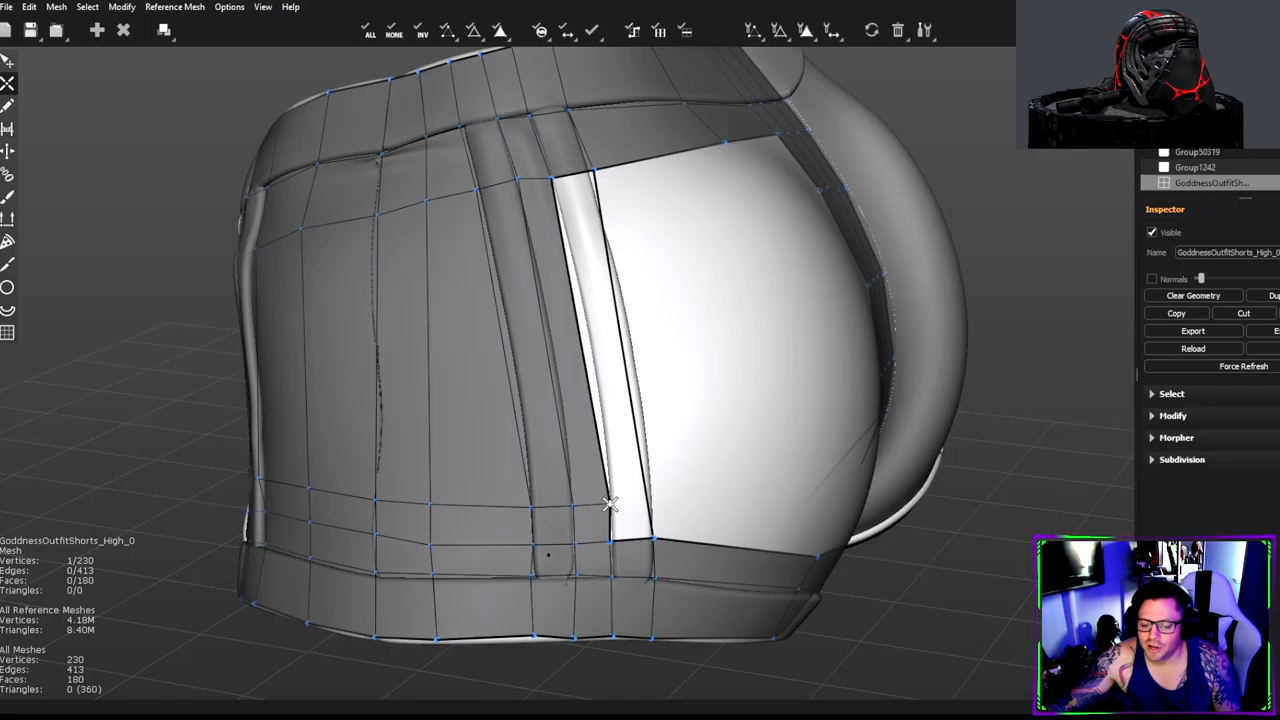 File Edit Mesh Select Modify Reference Mesh Options View Help
ALL NONE INV
Group50319
Group1242
GoddnessOutfitSh...
Inspector
Visible
Name GoddnessOutfitShorts_High_0
Normals
Clear Geometry
Copy Cut
Export
Reload
Force Refresh
Select
Modify
Morpher
Subdivision
GoddnessOutfitShorts_High_0
Mesh
Vertices: 1/230
Edges: 0/413
Faces: 0/180
Triangles: 0/0
All Reference Meshes
Vertices: 4.18M
Triangles: 8.40M
All Meshes
Vertices: 230
Edges: 413
Faces: 180
Triangles: 0 (360)